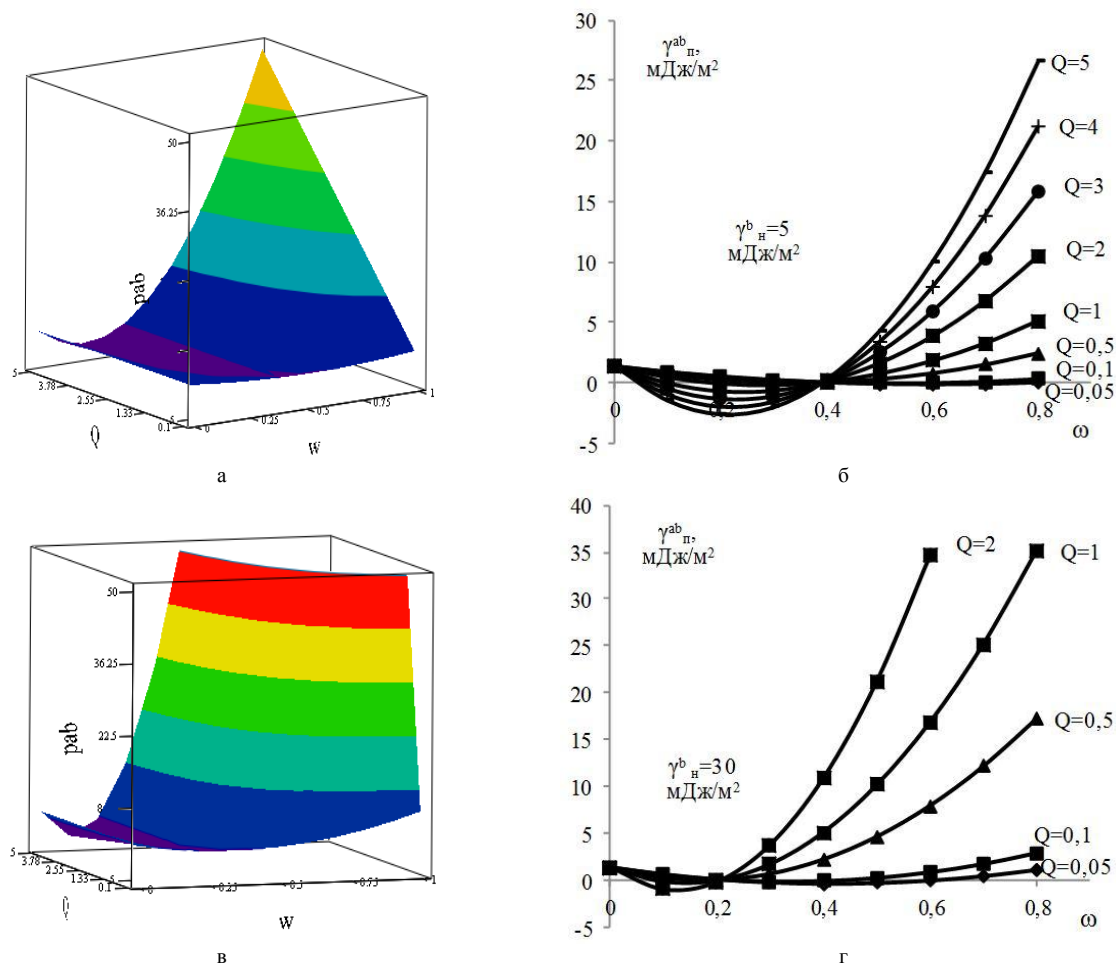 50
36.25
pab
5
3.78
2.55
1.33
0.1
5
0
0.25
0.5
0.75
1
Q
w
а
30
25
20
15
10
5
0
-5
γᵃᵇп,
мДж/м²
γᵇн=5
мДж/м²
Q=5
Q=4
Q=3
Q=2
Q=1
Q=0,5
Q=0,1
Q=0,05
0
0,2
0,4
0,6
0,8
ω
б
50
36.25
22.5
8
pab
5
3.78
2.55
1.33
0.1
0
0.25
0.5
0.75
1
Q
w
в
40
35
30
25
20
15
10
5
0
-5
γᵃᵇп,
мДж/м²
γᵇн=30
мДж/м²
Q=2
Q=1
Q=0,5
Q=0,1
Q=0,05
0
0,2
0,4
0,6
0,8
ω
г